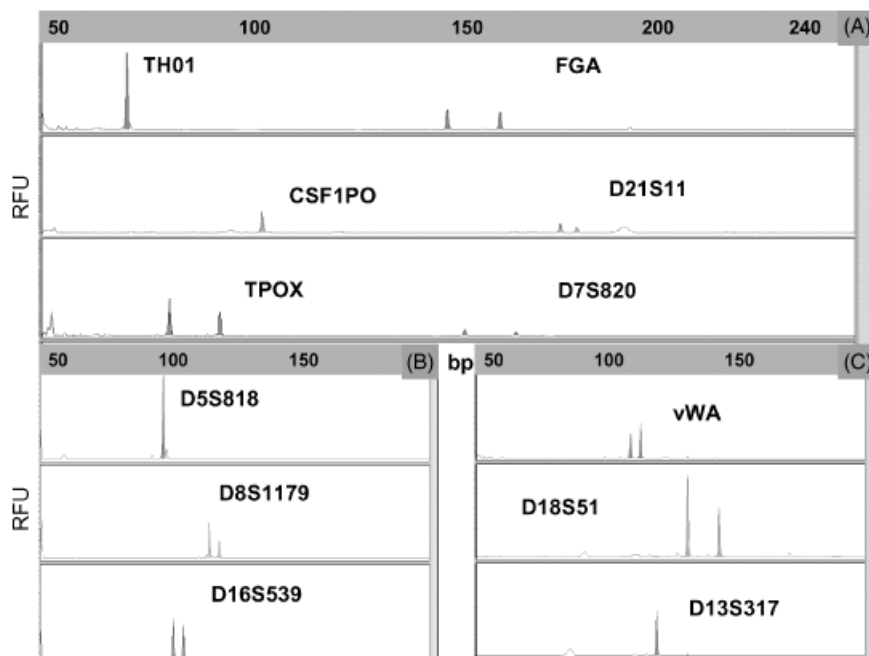 50 100 150 200 240 (A)
TH01 FGA
CSF1PO D21S11
RFU
TPOX D7S820
50 100 150 (B)
D5S818
D8S1179
RFU
D16S539
bp 50 100 150 (C)
vWA
D18S51
D13S317